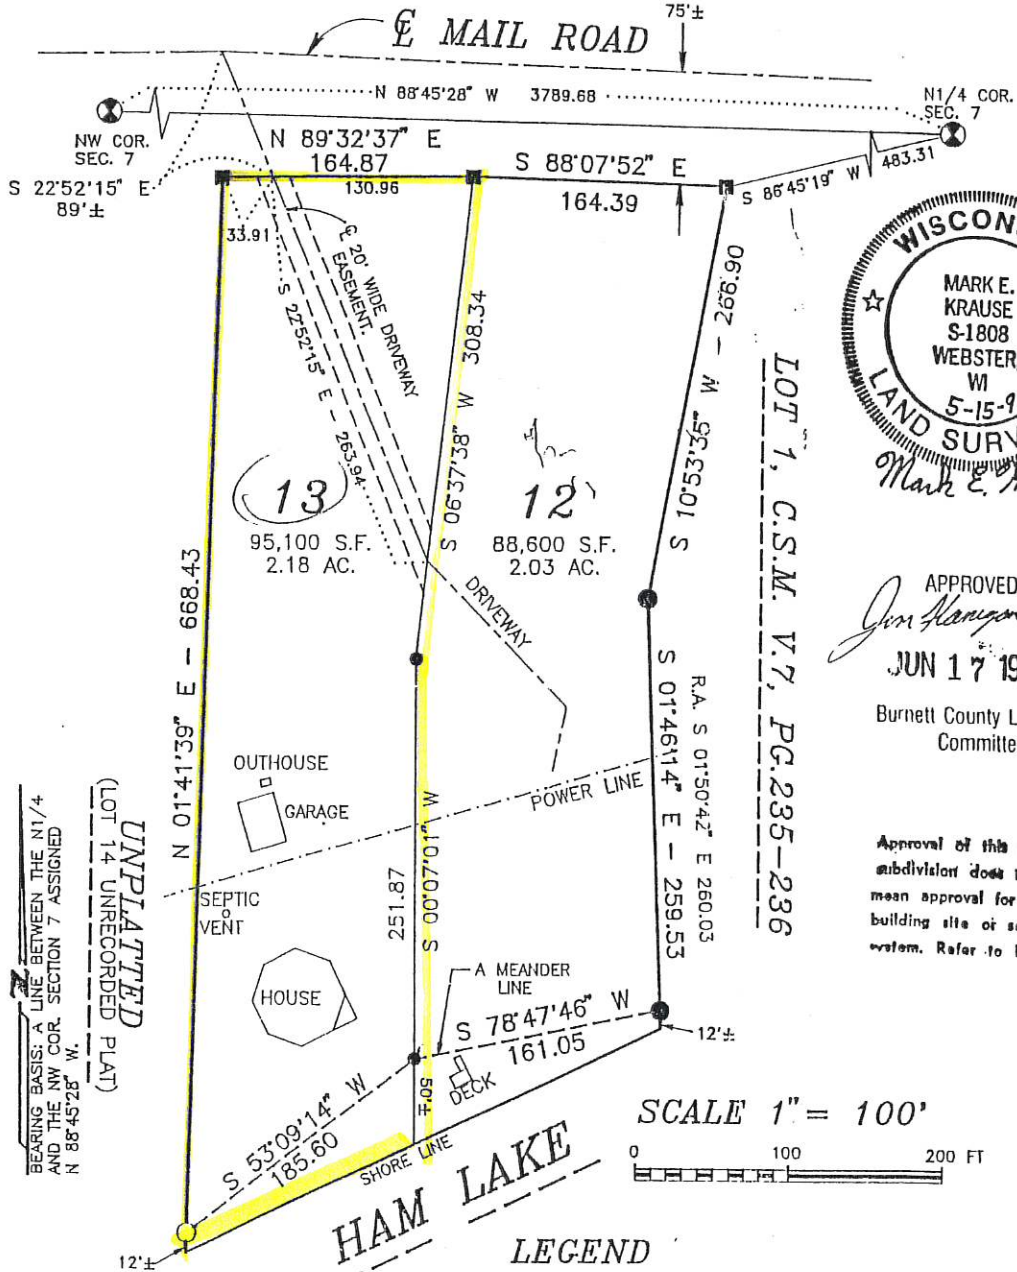 ℄ MAIL ROAD
75'±
N 88°45'28" W 3789.68
NW COR.
SEC. 7
N1/4 COR.
SEC. 7
N 89°32'37" E
164.87
130.96
S 88°07'52" E
164.39
S 86°45'19" W 483.31
S 22°52'15" E
89'±
33.91
℄ 20' WIDE DRIVEWAY
EASEMENT.
S 22°52'15" E - 263.94
S 06°37'38" W 308.34
S 10°53'35" W - 266.90
WISCON
MARK E.
KRAUSE
S-1808
WEBSTER,
WI
5-15-9
LAND SURV
Mark E.
13
95,100 S.F.
2.18 AC.
12
88,600 S.F.
2.03 AC.
LOT 1, C.S.M. V.7, PG.235-236
APPROVED
Jim
JUN 17 19
Burnett County L
Committe
DRIVEWAY
N 01°41'39" E - 668.43
R.A. S 01°50'42" E 260.03
S 01°46'14" E - 259.53
OUTHOUSE
GARAGE
POWER LINE
251.87
S 00°07'01" W
SEPTIC
VENT
HOUSE
A MEANDER
LINE
S 78°47'46" W
161.05
12'±
DECK
50'±
S 53°09'14" W
185.60
SHORE LINE
12'±
HAM LAKE
UNPLATTED
(LOT 14 UNRECORDED PLAT)
BEARING BASIS: A LINE BETWEEN THE N1/4
AND THE NW COR. SECTION 7 ASSIGNED
N 88°45'28" W.
N
Approval of this
subdivision does
mean approval for
building site or
system. Refer to
SCALE 1" = 100'
0 100 200 FT
LEGEND